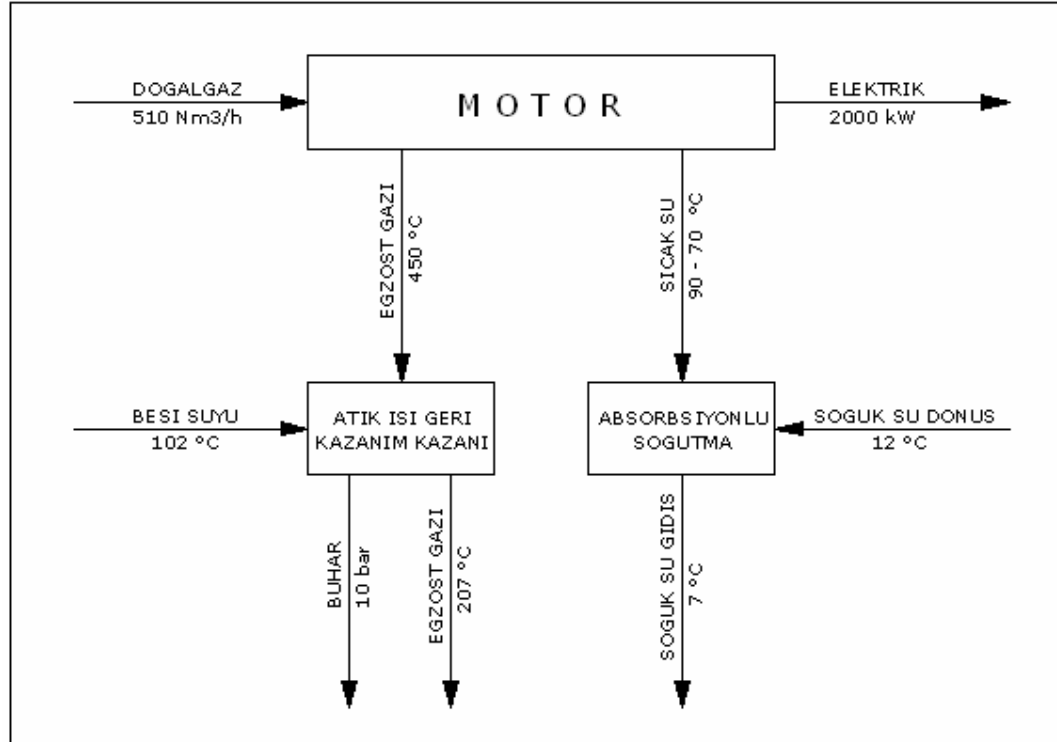 DOGALGAZ
510 Nm3/h
M O T O R
ELEKTRIK
2000 kW
EGZOST GAZI
450 °C
SICAK SU
90 - 70 °C
BESI SUYU
102 °C
ATIK ISI GERI
KAZANIM KAZANI
ABSORBSIYONLU
SOGUTMA
SOGUK SU DONUS
12 °C
BUHAR
10 bar
EGZOST GAZI
207 °C
SOGUK SU GIDIS
7 °C